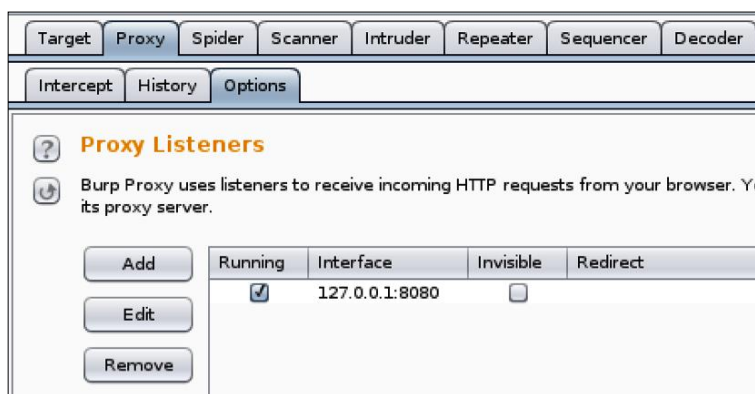 Target Proxy Spider Scanner Intruder Repeater Sequencer Decoder
Intercept History Options
? Proxy Listeners
Burp Proxy uses listeners to receive incoming HTTP requests from your browser. Y
its proxy server.
Add Running Interface Invisible Redirect
127.0.0.1:8080
Edit
Remove